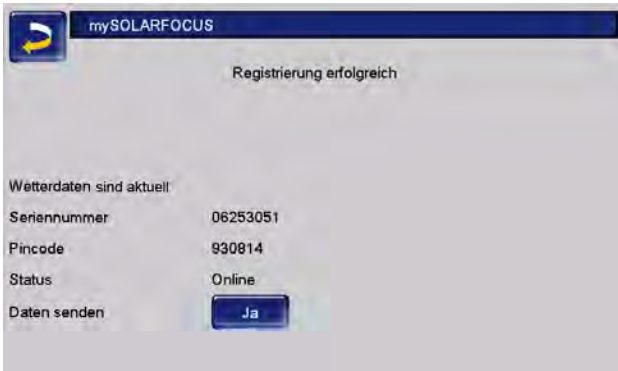 mySOLARFOCUS
Registrierung erfolgreich
Wetterdaten sind aktuell
Seriennummer 06253051
Pincode 930814
Status Online
Daten senden Ja